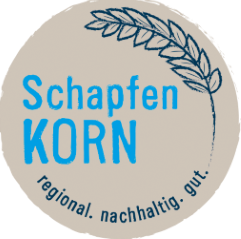 Schapfen
KORN
regional. nachhaltig. gut.